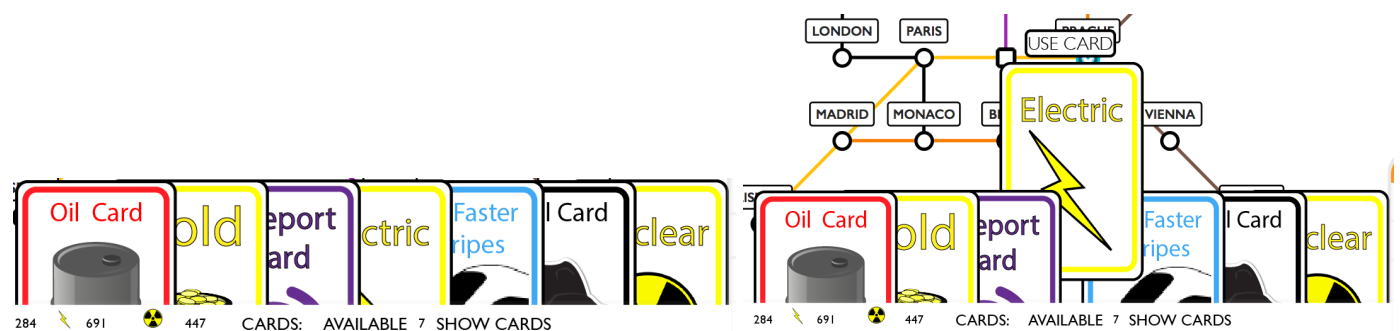 Oil Card
old
eport
ard
ctric
Faster
ripes
l Card
clear
284 691 447 CARDS: AVAILABLE 7 SHOW CARDS
LONDON PARIS
USE CARD
MADRID MONACO VIENNA
Electric
Oil Card
old
eport
ard
Faster
ripes
l Card
clear
284 691 447 CARDS: AVAILABLE 7 SHOW CARDS